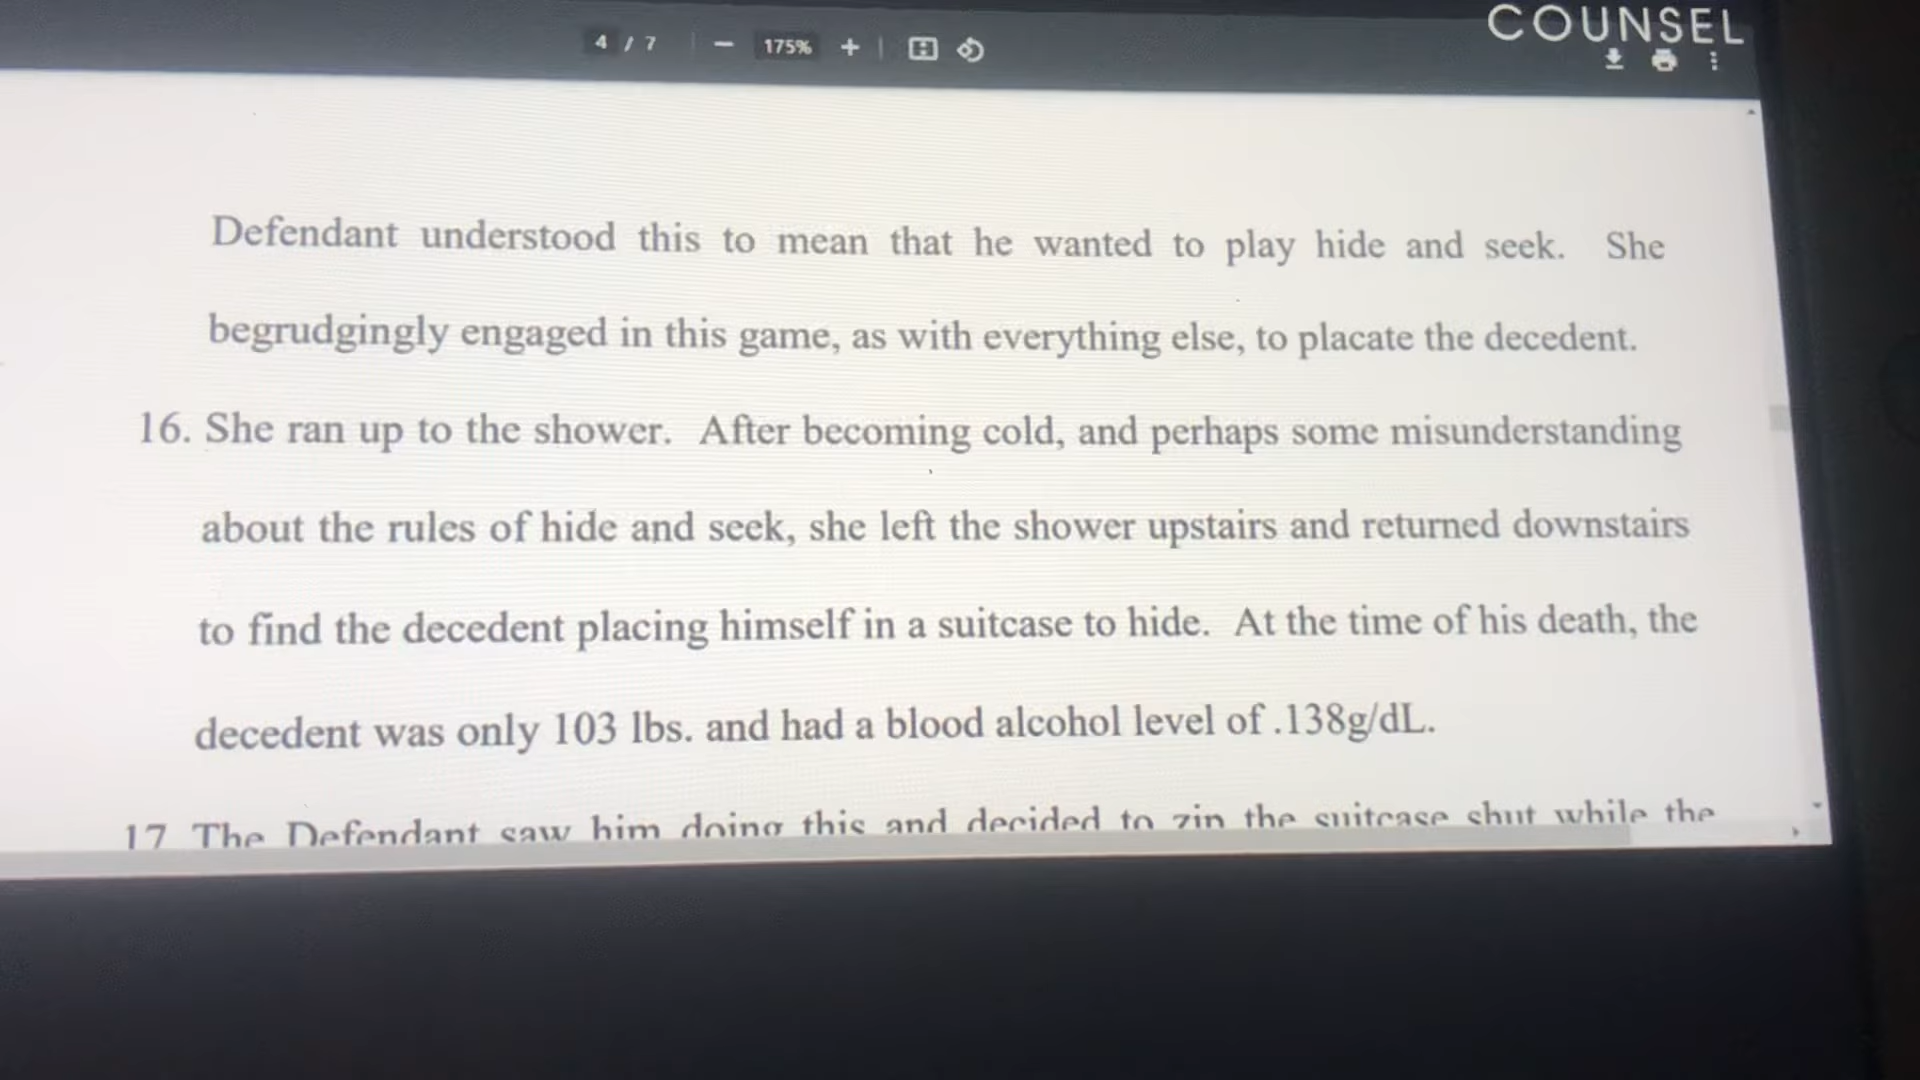 COUNSEL
4 / 7 175%
Defendant understood this to mean that he wanted to play hide and seek. She
begrudgingly engaged in this game, as with everything else, to placate the decedent.
16. She ran up to the shower. After becoming cold, and perhaps some misunderstanding
about the rules of hide and seek, she left the shower upstairs and returned downstairs
to find the decedent placing himself in a suitcase to hide. At the time of his death, the
decedent was only 103 lbs. and had a blood alcohol level of .138g/dL.
17 The Defendant saw him doing this and decided to zip the suitcase shut while the